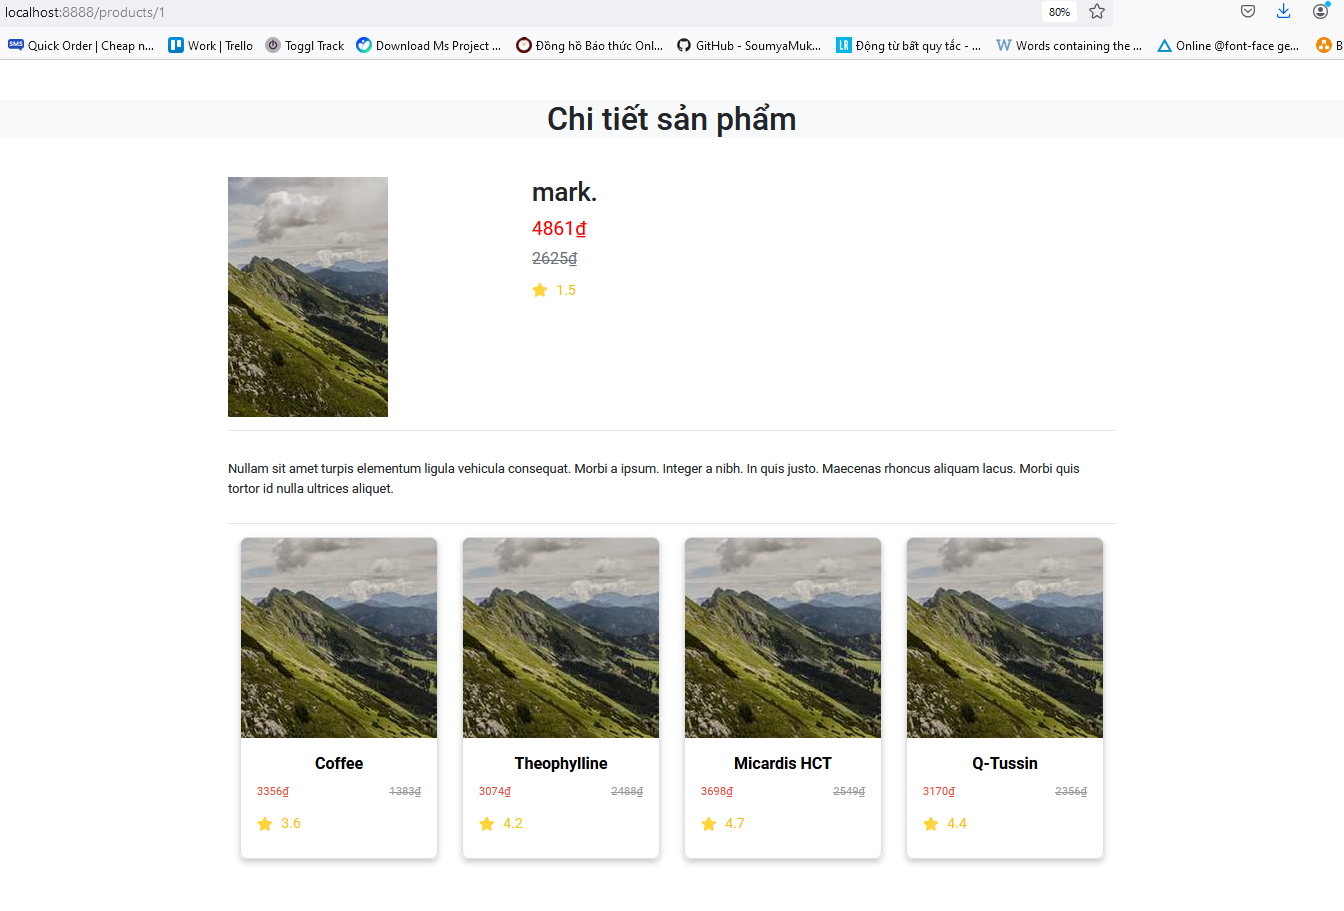 localhost:8888/products/1 80%
SMS Quick Order | Cheap n... Work | Trello Toggl Track Download Ms Project ... Đồng hồ Báo thức Onl... GitHub - SoumyaMuk... LR Động từ bất quy tắc - ... W Words containing the ... Online @font-face ge... B
Chi tiết sản phẩm
mark.
4861₫
2625₫
1.5
Nullam sit amet turpis elementum ligula vehicula consequat. Morbi a ipsum. Integer a nibh. In quis justo. Maecenas rhoncus aliquam lacus. Morbi quis
tortor id nulla ultrices aliquet.
Coffee
3356₫ 1383₫
3.6
Theophylline
3074₫ 2488₫
4.2
Micardis HCT
3698₫ 2549₫
4.7
Q-Tussin
3170₫ 2356₫
4.4